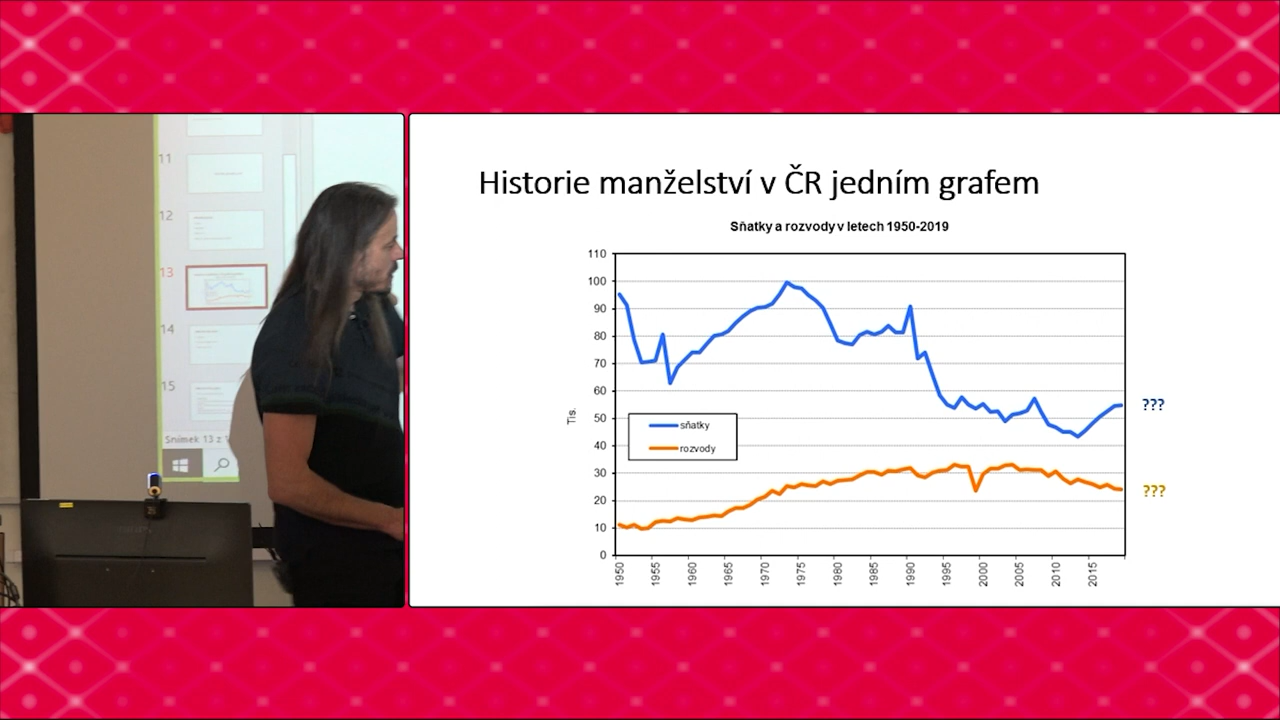 11
12
13
14
15
Snímek 13 z
Historie manželství v ČR jedním grafem
Sňatky a rozvody v letech 1950-2019
110
100
90
80
70
60
50
40
30
20
10
0
Tis.
sňatky
rozvody
???
???
1950 1955 1960 1965 1970 1975 1980 1985 1990 1995 2000 2005 2010 2015